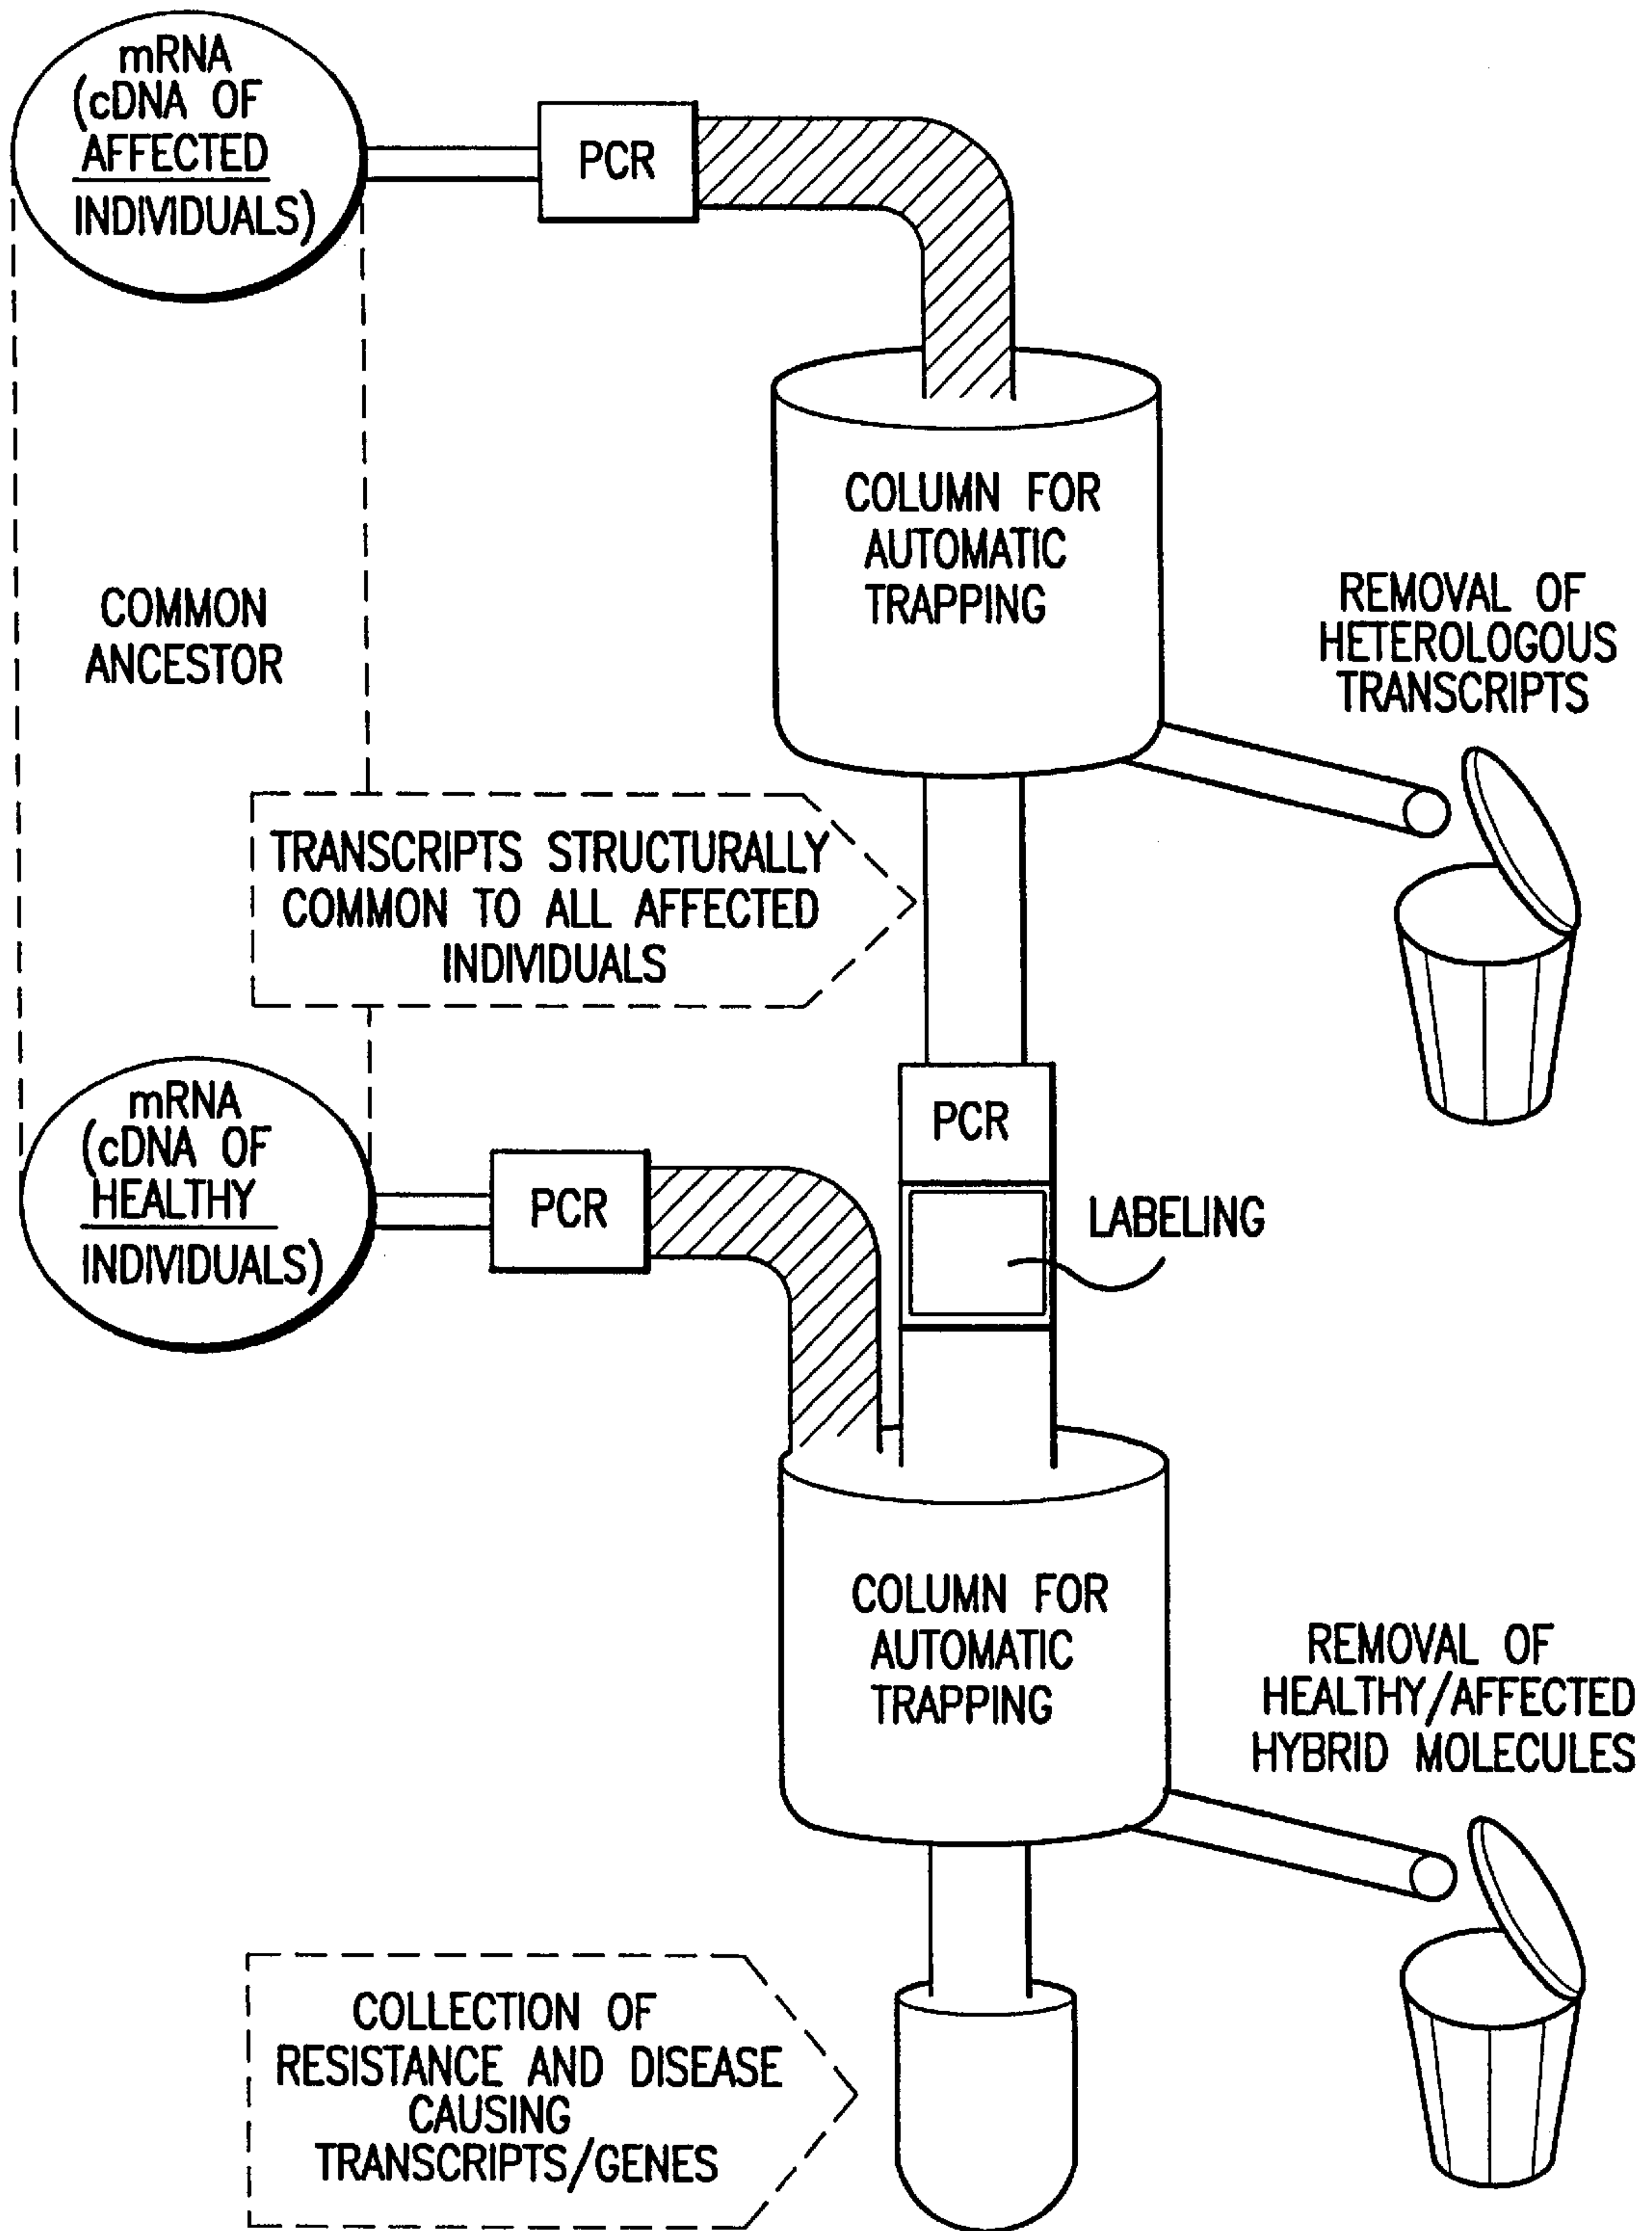 mRNA
(cDNA OF
AFFECTED
INDIVIDUALS)
PCR
COLUMN FOR
AUTOMATIC
TRAPPING
COMMON
ANCESTOR
REMOVAL OF
HETEROLOGOUS
TRANSCRIPTS
TRANSCRIPTS STRUCTURALLY
COMMON TO ALL AFFECTED
INDIVIDUALS
mRNA
(cDNA OF
HEALTHY
INDIVIDUALS)
PCR
PCR
LABELING
COLUMN FOR
AUTOMATIC
TRAPPING
REMOVAL OF
HEALTHY/AFFECTED
HYBRID MOLECULES
COLLECTION OF
RESISTANCE AND DISEASE
CAUSING
TRANSCRIPTS/GENES